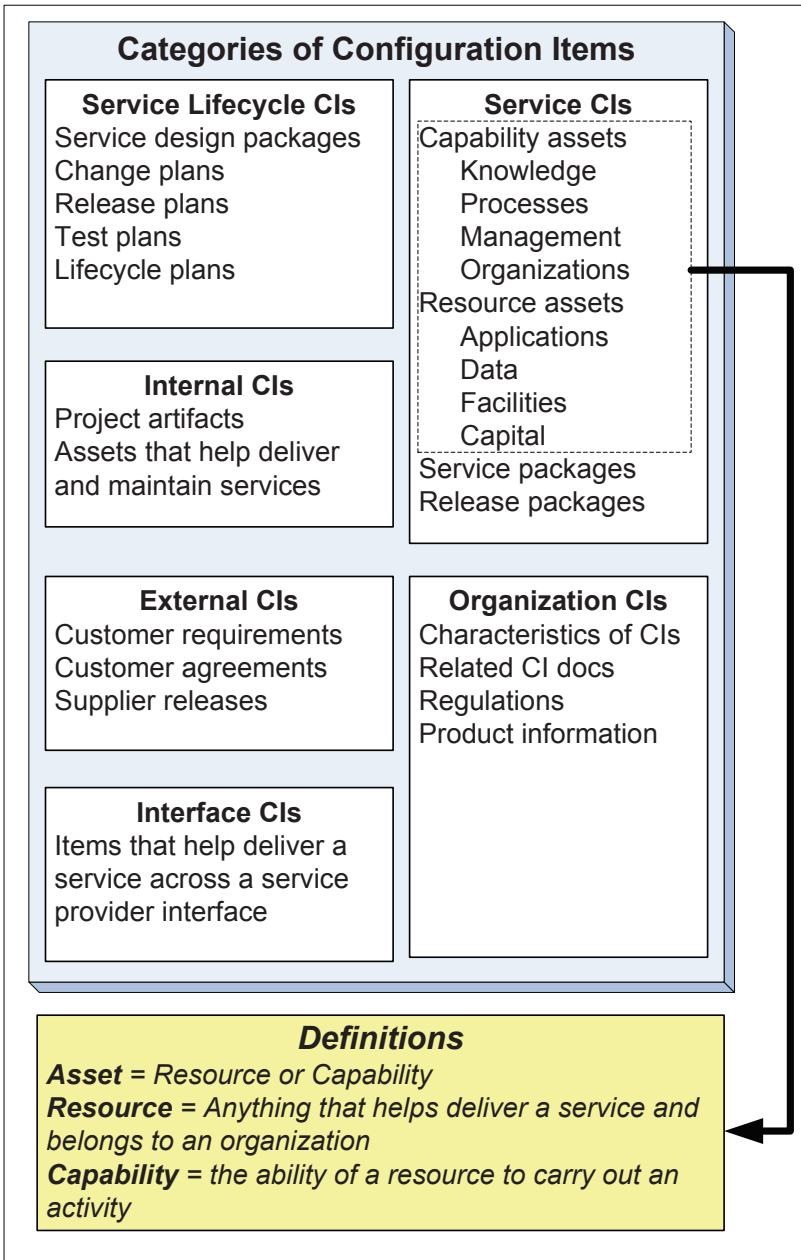 Categories of Configuration Items
Service Lifecycle CIs
Service design packages
Change plans
Release plans
Test plans
Lifecycle plans
Internal CIs
Project artifacts
Assets that help deliver
and maintain services
External CIs
Customer requirements
Customer agreements
Supplier releases
Interface CIs
Items that help deliver a
service across a service
provider interface
Service CIs
Capability assets
Knowledge
Processes
Management
Organizations
Resource assets
Applications
Data
Facilities
Capital
Service packages
Release packages
Organization CIs
Characteristics of CIs
Related CI docs
Regulations
Product information
Definitions
Asset = Resource or Capability
Resource = Anything that helps deliver a service and
belongs to an organization
Capability = the ability of a resource to carry out an
activity